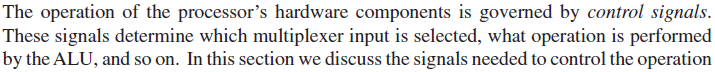 The operation of the processor's hardware components is governed by control signals.
These signals determine which multiplexer input is selected, what operation is performed
by the ALU, and so on. In this section we discuss the signals needed to control the operation